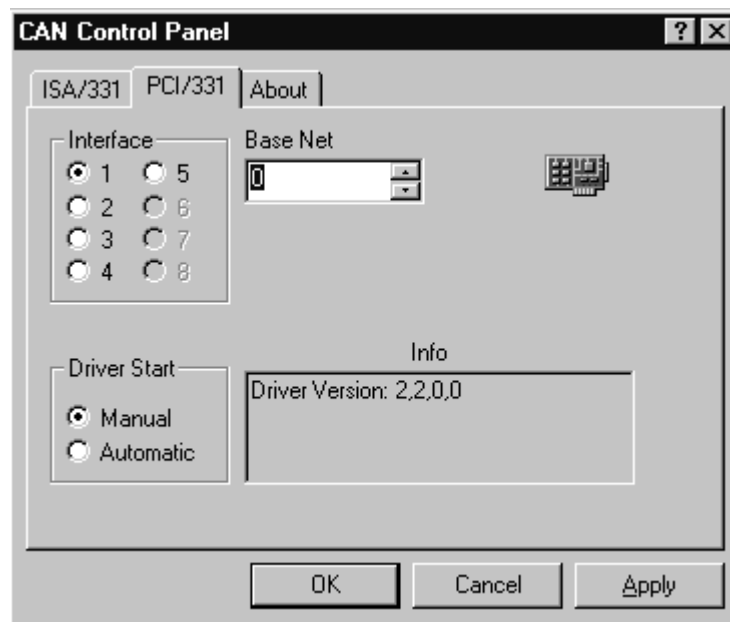 CAN Control Panel
ISA/331 PCI/331 About
Interface
1 5
2 6
3 7
4 8
Base Net
0
Driver Start
Manual
Automatic
Info
Driver Version: 2,2,0,0
OK Cancel Apply